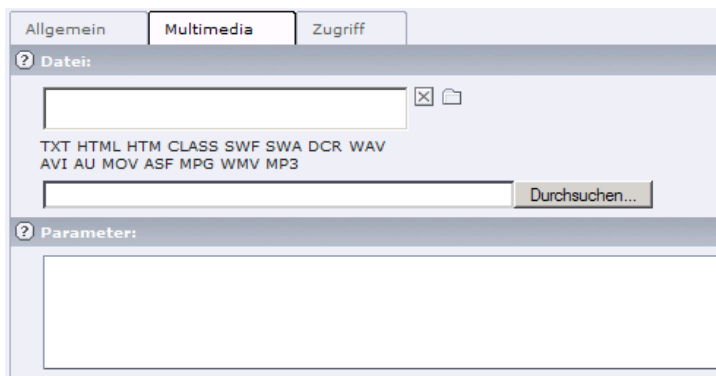 Allgemein Multimedia Zugriff
? Datei:
TXT HTML HTM CLASS SWF SWA DCR WAV
AVI AU MOV ASF MPG WMV MP3
Durchsuchen...
? Parameter: